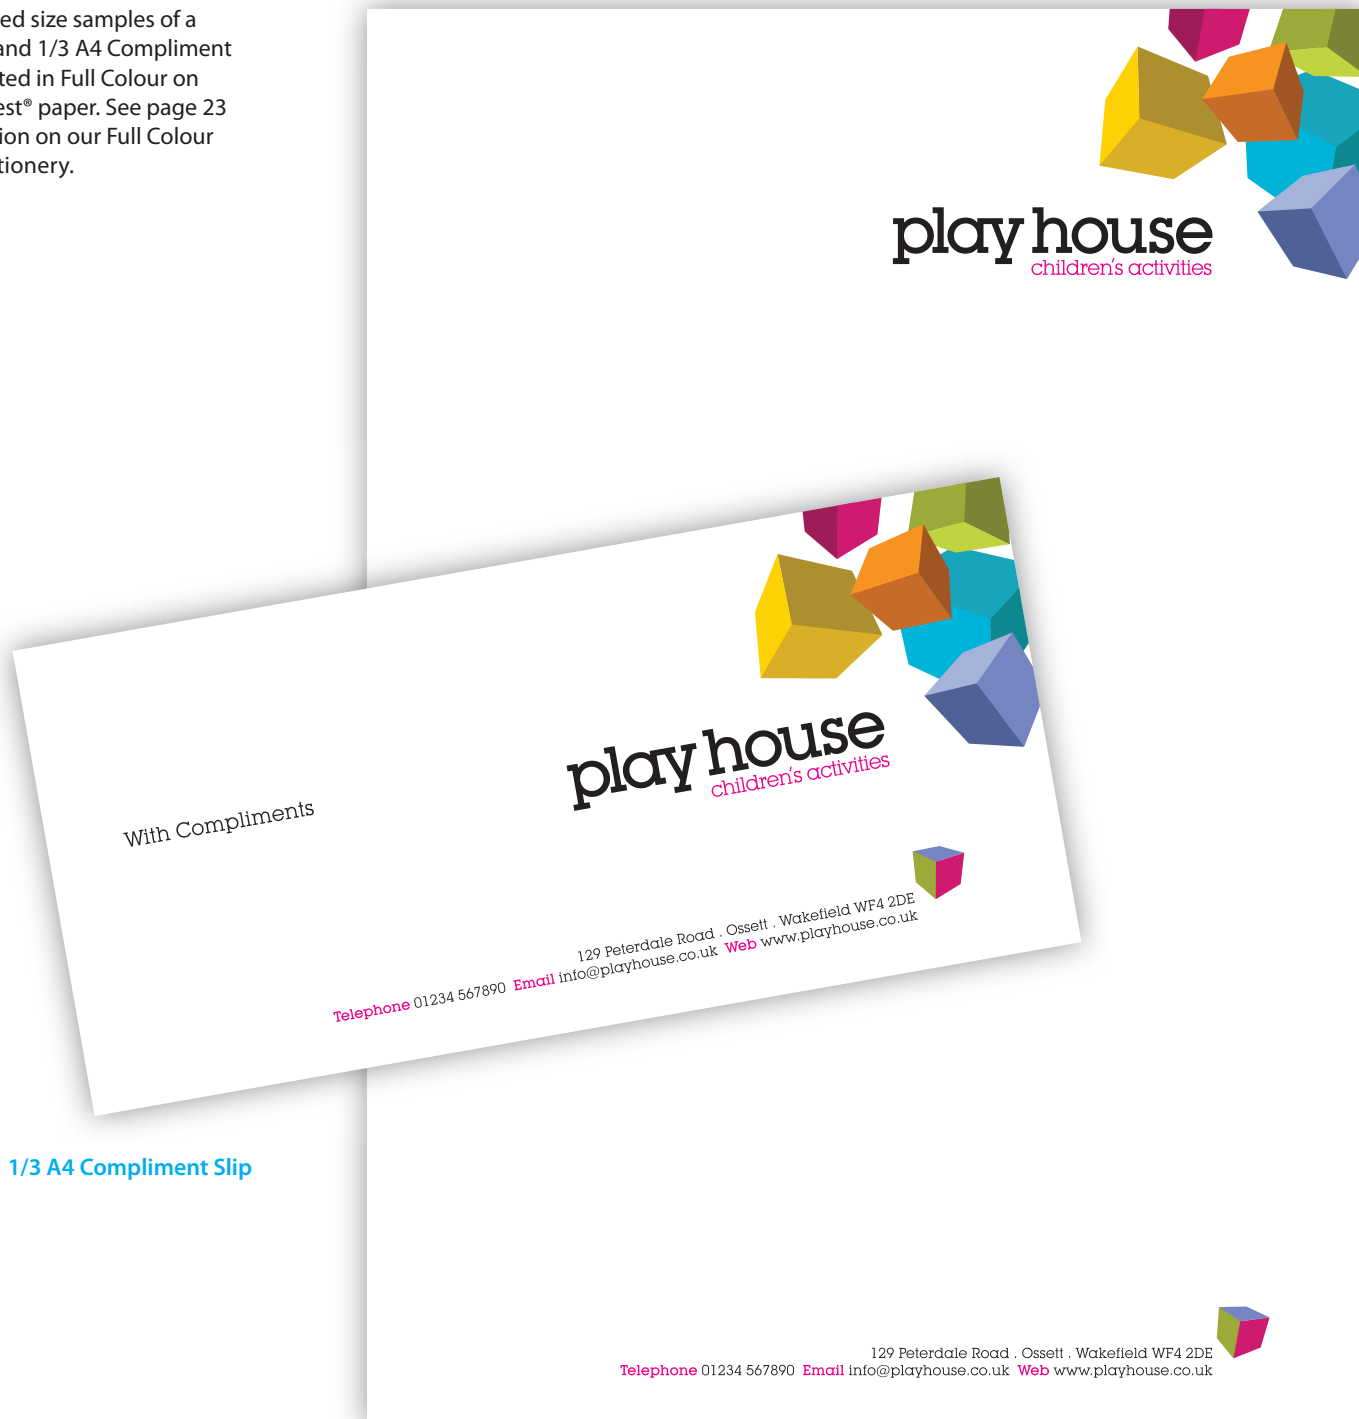 ed size samples of a
and 1/3 A4 Compliment
ted in Full Colour on
est® paper. See page 23
ion on our Full Colour
tionery.
play house
children's activities
play house
children's activities
With Compliments
129 Peterdale Road . Ossett . Wakefield WF4 2DE
Telephone 01234 567890 Email info@playhouse.co.uk Web www.playhouse.co.uk
1/3 A4 Compliment Slip
129 Peterdale Road . Ossett . Wakefield WF4 2DE
Telephone 01234 567890 Email info@playhouse.co.uk Web www.playhouse.co.uk